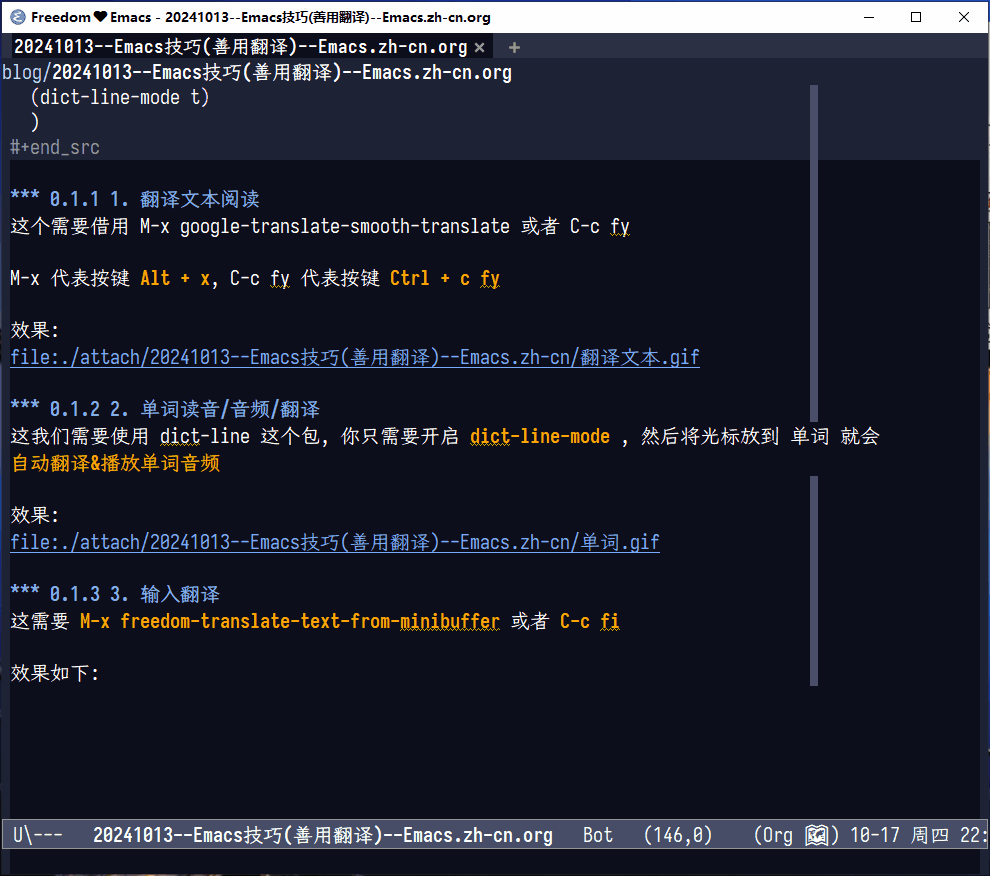 Freedom❤Emacs - 20241013--Emacs技巧(善用翻译)--Emacs.zh-cn.org
20241013--Emacs技巧(善用翻译)--Emacs.zh-cn.org × +
blog/20241013--Emacs技巧(善用翻译)--Emacs.zh-cn.org
(dict-line-mode t)
)
#+end_src
*** 0.1.1 1. 翻译文本阅读
这个需要借用 M-x google-translate-smooth-translate 或者 C-c fy
M-x 代表按键 Alt + x, C-c fy 代表按键 Ctrl + c fy
效果:
file:./attach/20241013--Emacs技巧(善用翻译)--Emacs.zh-cn/翻译文本.gif
*** 0.1.2 2. 单词读音/音频/翻译
这我们需要使用 dict-line 这个包, 你只需要开启 dict-line-mode , 然后将光标放到 单词 就会
自动翻译&播放单词音频
效果:
file:./attach/20241013--Emacs技巧(善用翻译)--Emacs.zh-cn/单词.gif
*** 0.1.3 3. 输入翻译
这需要 M-x freedom-translate-text-from-minibuffer 或者 C-c fi
效果如下:
U\--- 20241013--Emacs技巧(善用翻译)--Emacs.zh-cn.org Bot (146,0) (Org ) 10-17 周四 22: